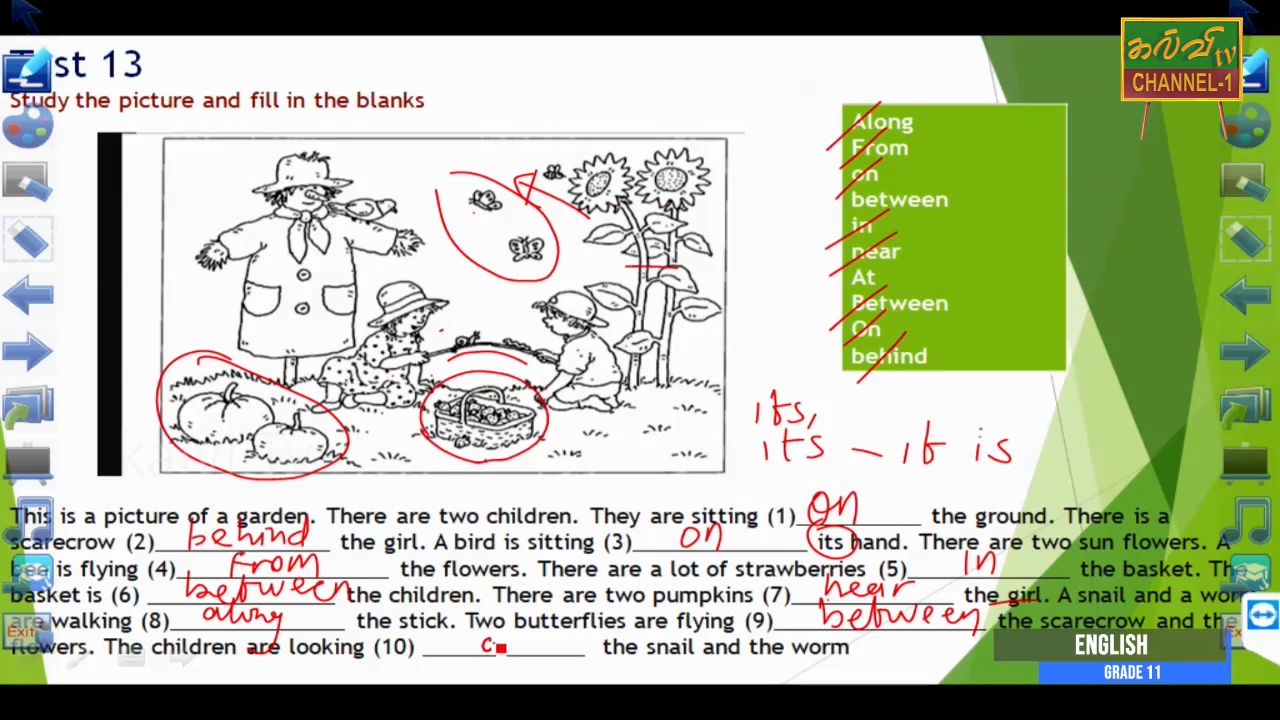 கல்வி tv
CHANNEL-1
st 13
Study the picture and fill in the blanks
Along
From
on
between
in
near
At
Between
On
behind
its,
its - it is
This is a picture of a garden. There are two children. They are sitting (1) On the ground. There is a
scarecrow (2) behind the girl. A bird is sitting (3) on its hand. There are two sun flowers. A
bee is flying (4) from the flowers. There are a lot of strawberries (5) in the basket. The
basket is (6) between the children. There are two pumpkins (7) near the girl. A snail and a worm
are walking (8) along the stick. Two butterflies are flying (9) between the scarecrow and the
flowers. The children are looking (10) the snail and the worm
Exit
ENGLISH
GRADE 11